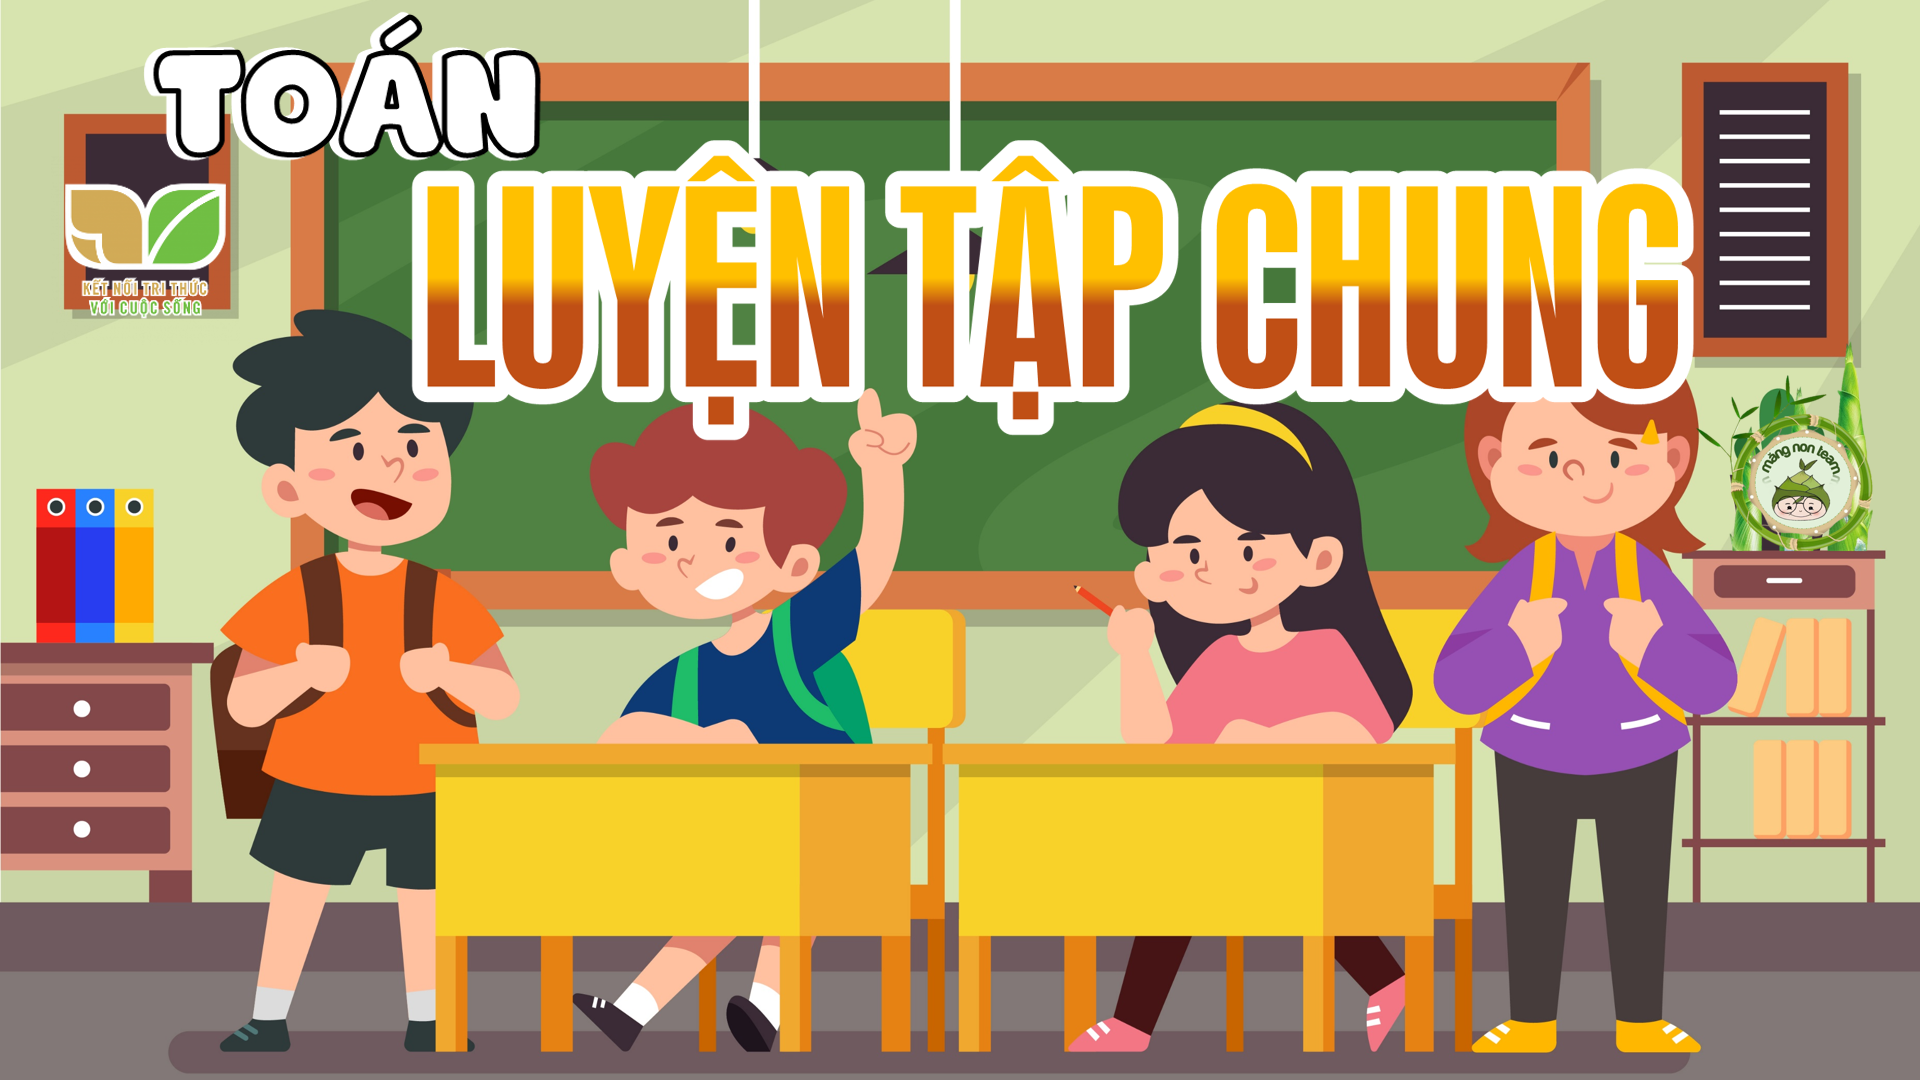 TOÁN
LUYỆN TẬP CHUNG
KẾT NỐI TRI THỨC
VỚI CUỘC SỐNG
măng non team